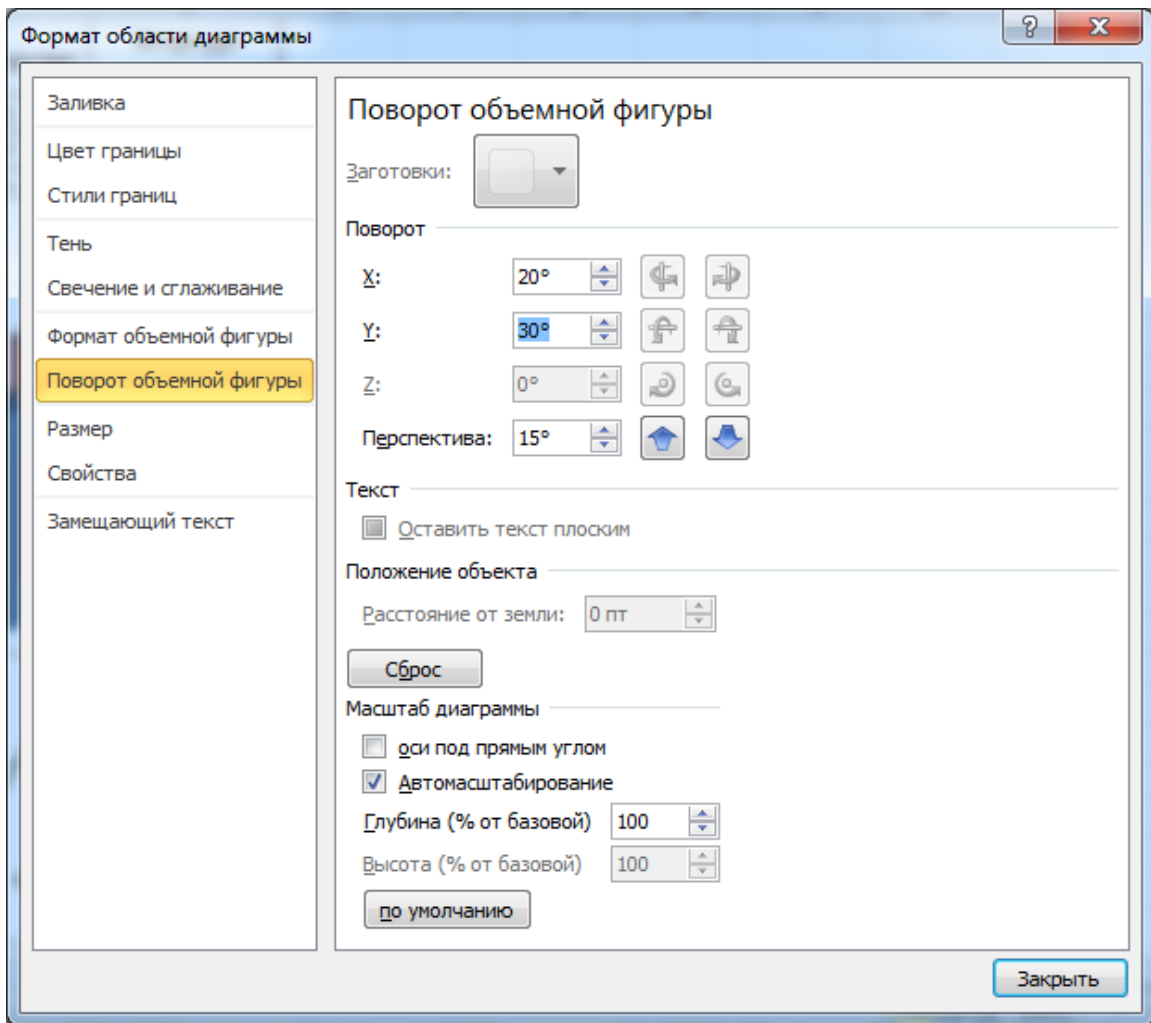 Формат области диаграммы
Заливка
Цвет границы
Стили границ
Тень
Свечение и сглаживание
Формат объемной фигуры
Поворот объемной фигуры
Размер
Свойства
Замещающий текст
Поворот объемной фигуры
Заготовки:
Поворот
X: 20°
Y: 30°
Z: 0°
Перспектива: 15°
Текст
Оставить текст плоским
Положение объекта
Расстояние от земли: 0 пт
Сброс
Масштаб диаграммы
оси под прямым углом
Автомасштабирование
Глубина (% от базовой) 100
Высота (% от базовой) 100
по умолчанию
Закрыть